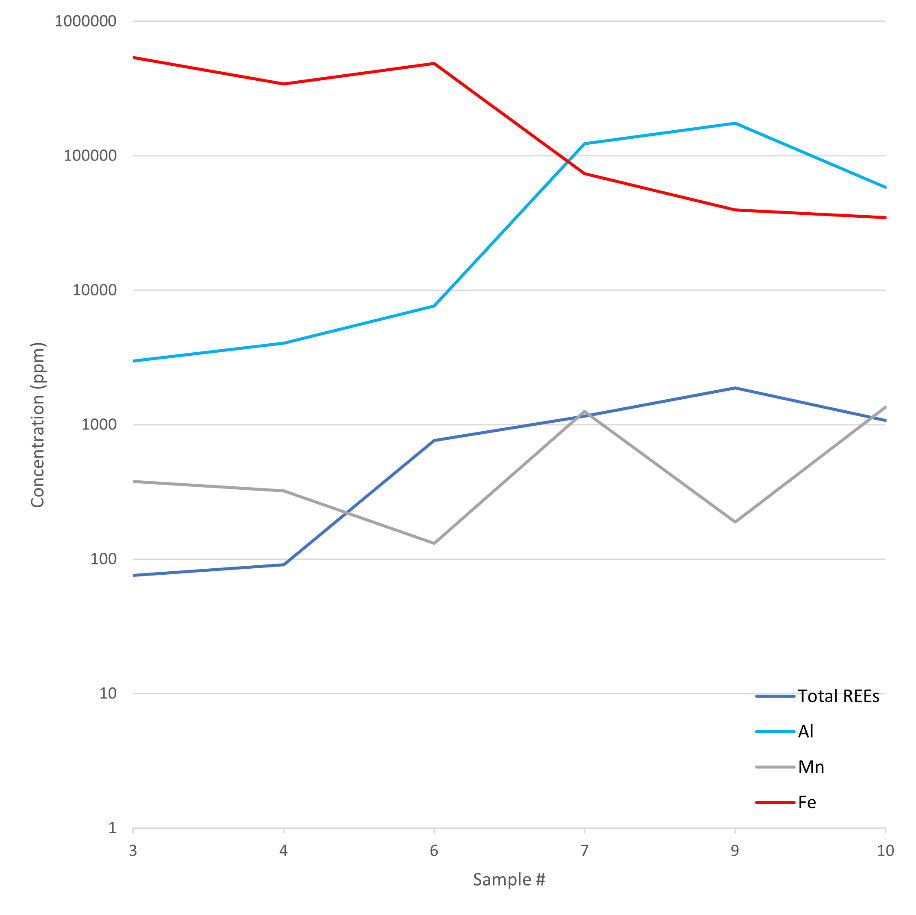 1000000
100000
10000
1000
100
10
1
Concentration (ppm)
Total REEs
Al
Mn
Fe
3 4 6 7 9 10
Sample #